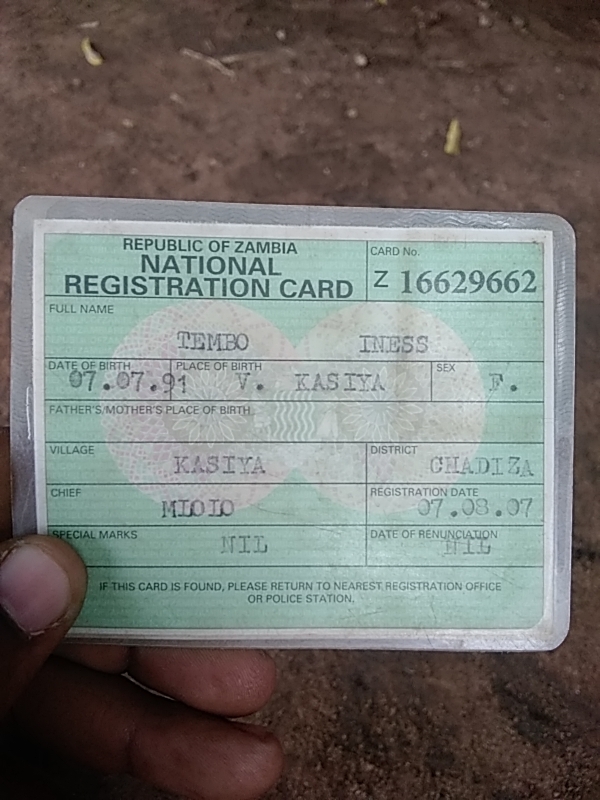 REPUBLIC OF ZAMBIA
NATIONAL
REGISTRATION CARD
CARD No.
Z 16629662
FULL NAME
TEMBO INESS
DATE OF BIRTH PLACE OF BIRTH SEX
07.07.91 V. KASIYA F.
FATHER'S/MOTHER'S PLACE OF BIRTH
VILLAGE DISTRICT
KASIYA CHADIZA
CHIEF REGISTRATION DATE
MLOLO 07.08.07
SPECIAL MARKS DATE OF RENUNCIATION
NIL NIL
IF THIS CARD IS FOUND, PLEASE RETURN TO NEAREST REGISTRATION OFFICE
OR POLICE STATION.